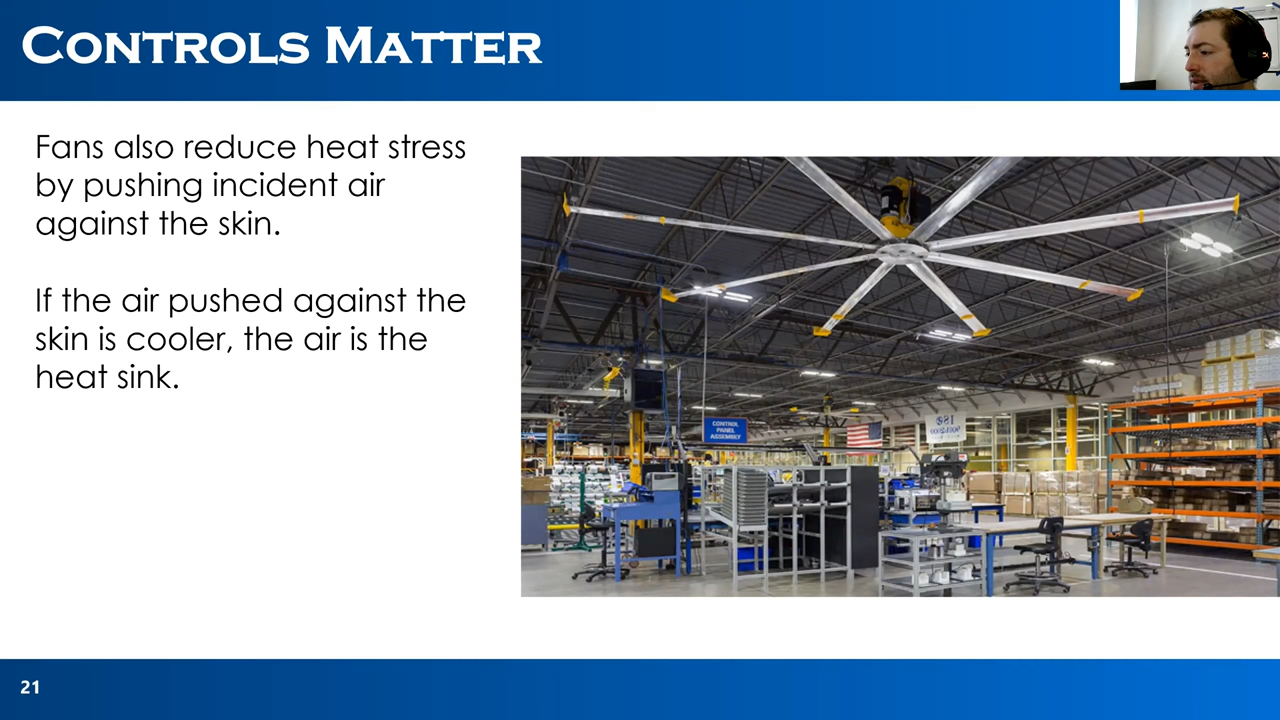 Controls Matter
Fans also reduce heat stress
by pushing incident air
against the skin.
If the air pushed against the
skin is cooler, the air is the
heat sink.
CONTROL
PANEL
ASSEMBLY
21